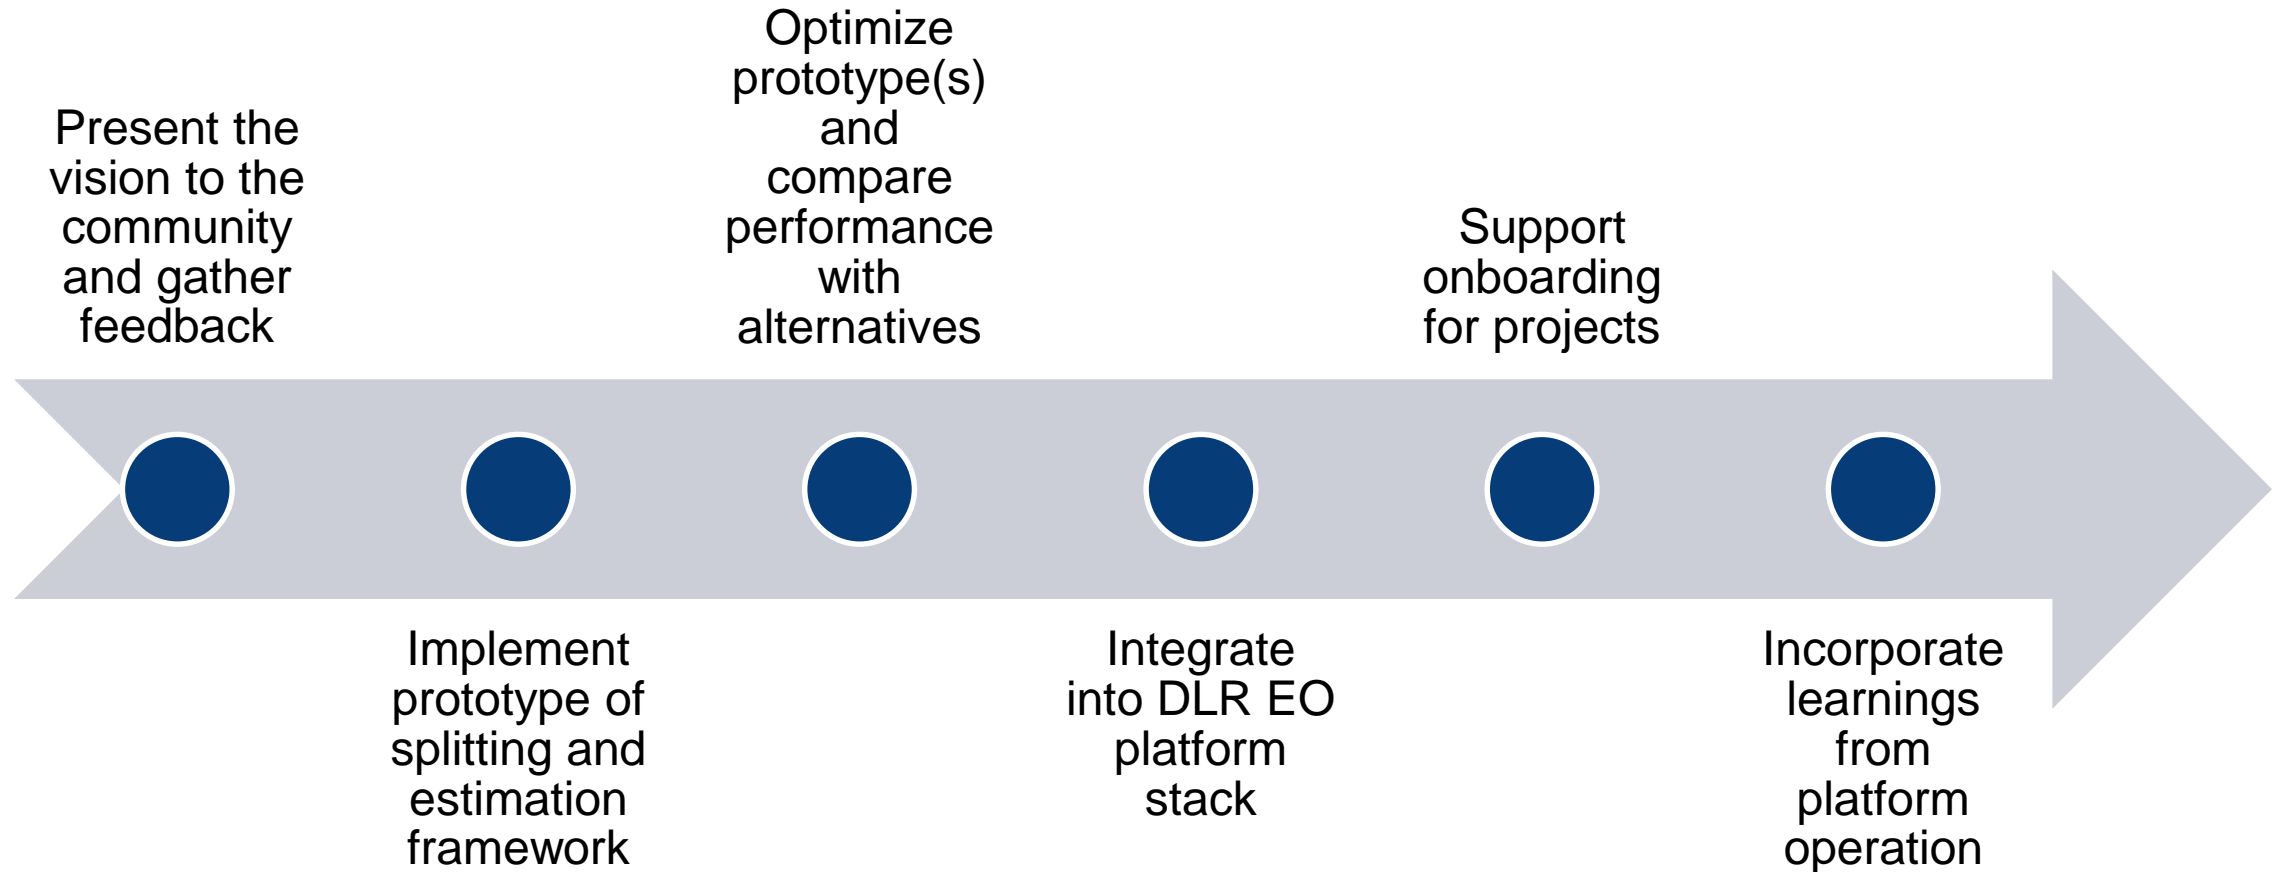 Present the
vision to the
community
and gather
feedback
Implement
prototype of
splitting and
estimation
framework
Optimize
prototype(s)
and
compare
performance
with
alternatives
Integrate
into DLR EO
platform
stack
Support
onboarding
for projects
Incorporate
learnings
from
platform
operation